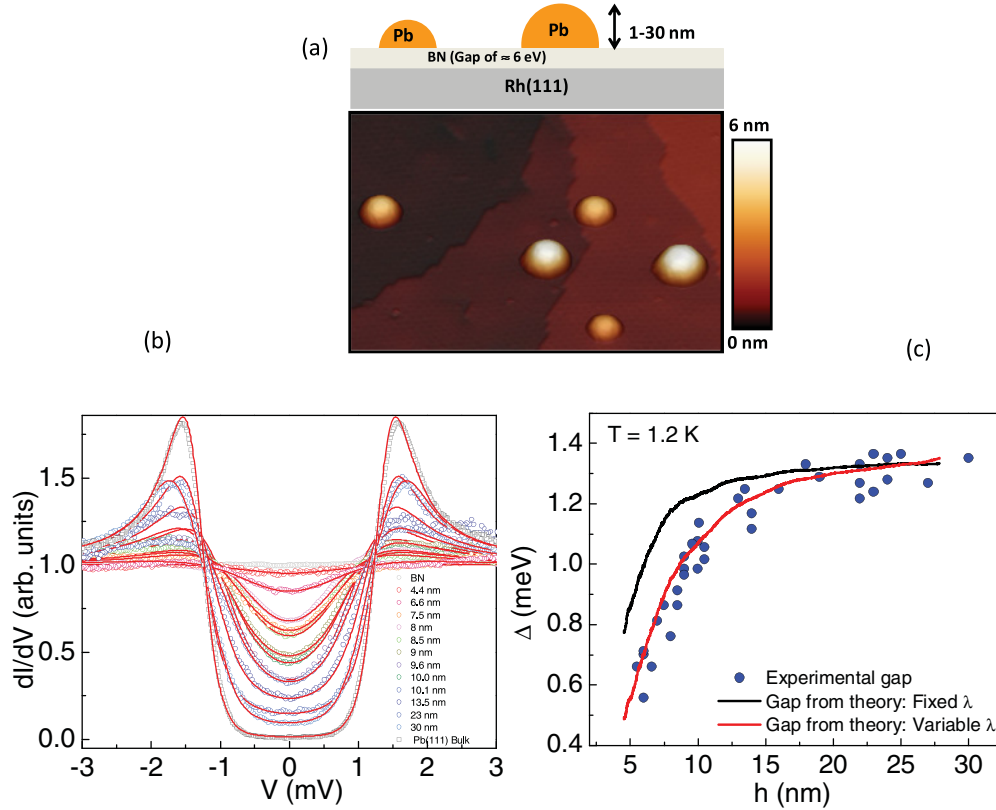 (a)
Pb
Pb
1-30 nm
BN (Gap of ≈ 6 eV)
Rh(111)
6 nm
0 nm
(b)
(c)
dI/dV (arb. units)
1.5
1.0
0.5
0.0
-3
-2
-1
0
1
2
3
V (mV)
BN
4.4 nm
6.6 nm
7.5 nm
8 nm
8.5 nm
9 nm
9.6 nm
10.0 nm
10.1 nm
13.5 nm
23 nm
30 nm
Pb(111) Bulk
T = 1.2 K
Δ (meV)
1.4
1.2
1.0
0.8
0.6
0.4
5
10
15
20
25
30
h (nm)
Experimental gap
Gap from theory: Fixed λ
Gap from theory: Variable λ